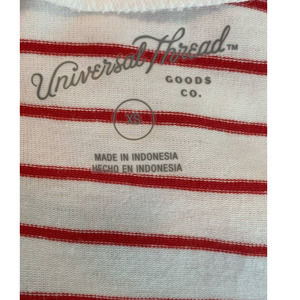 Universal Thread™
GOODS
CO.
XS
MADE IN INDONESIA
HECHO EN INDONESIA